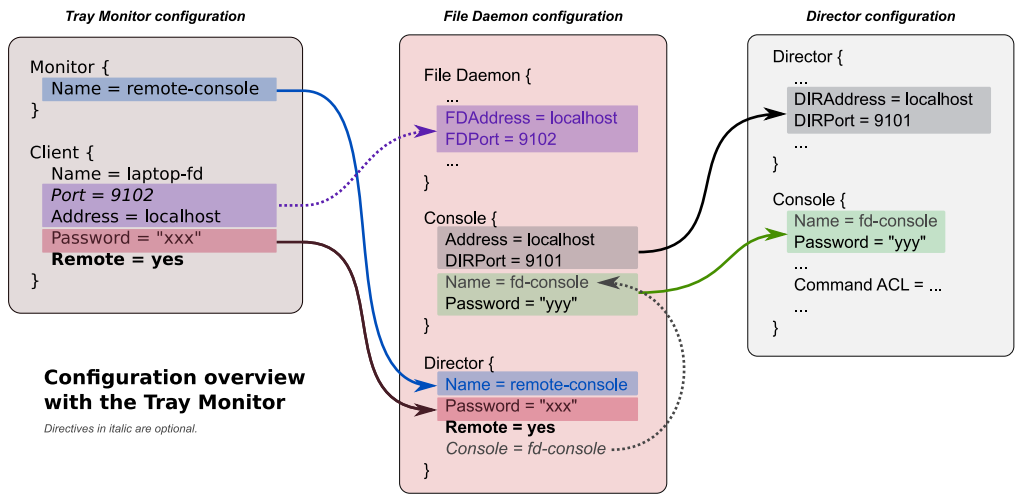 Tray Monitor configuration
Monitor {
Name = remote-console
}
Client {
Name = laptop-fd
Port = 9102
Address = localhost
Password = "xxx"
Remote = yes
}
Configuration overview
with the Tray Monitor
Directives in italic are optional.
File Daemon configuration
File Daemon {
...
FDAddress = localhost
FDPort = 9102
...
}
Console {
Address = localhost
DIRPort = 9101
Name = fd-console
Password = "yyy"
}
Director {
Name = remote-console
Password = "xxx"
Remote = yes
Console = fd-console
}
Director configuration
Director {
...
DIRAddress = localhost
DIRPort = 9101
...
}
Console {
Name = fd-console
Password = "yyy"
...
Command ACL = ...
...
}